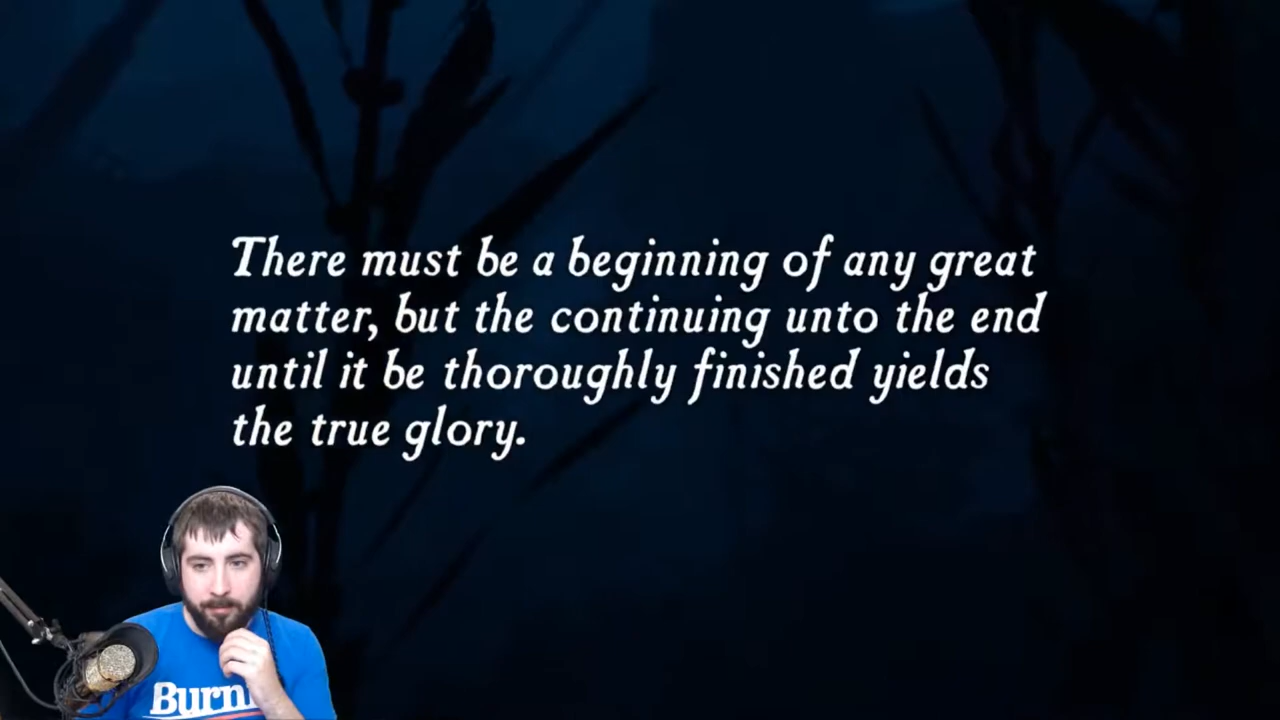 There must be a beginning of any great
matter, but the continuing unto the end
until it be thoroughly finished yields
the true glory.